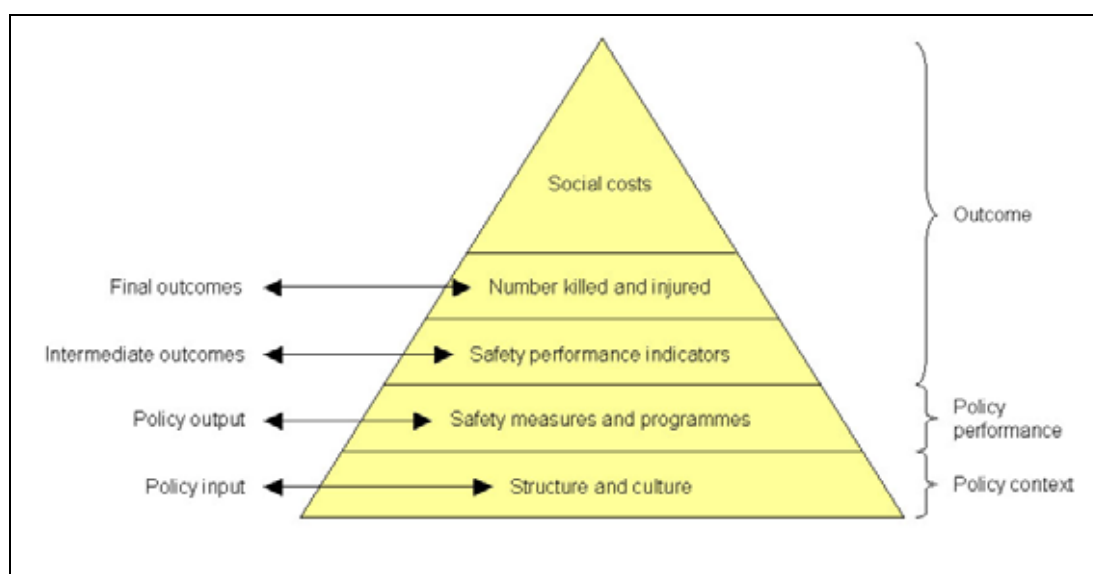 Social costs
Outcome
Final outcomes
Number killed and injured
Intermediate outcomes
Safety performance indicators
Policy output
Safety measures and programmes
Policy
performance
Policy input
Structure and culture
Policy context